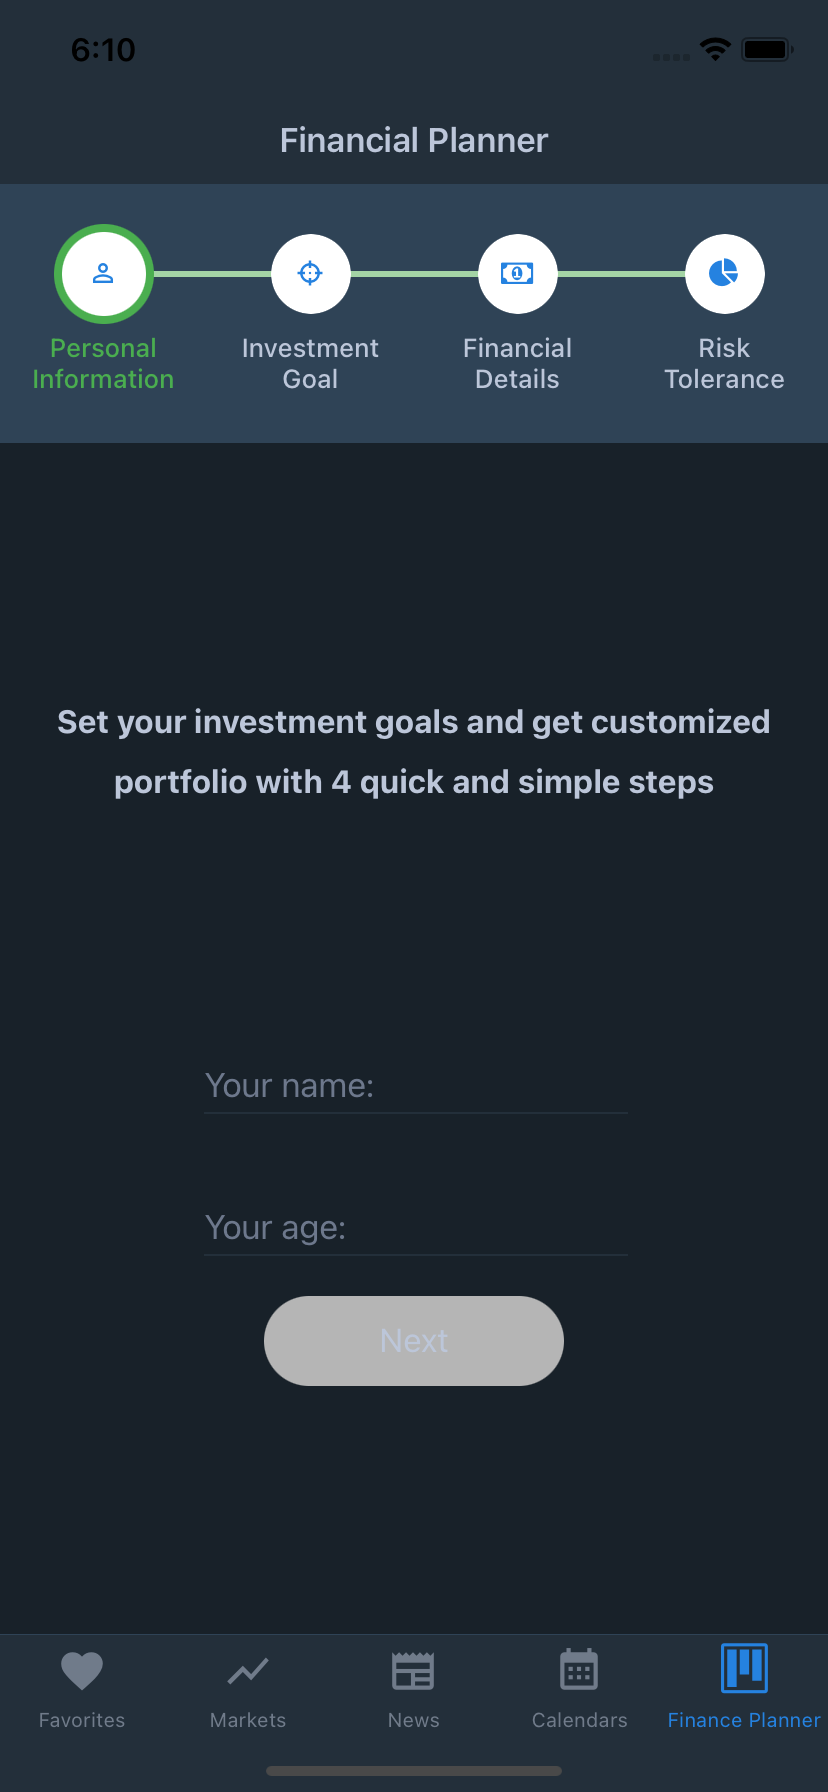 6:10
Financial Planner
Personal
Information
Investment
Goal
Financial
Details
Risk
Tolerance
Set your investment goals and get customized
portfolio with 4 quick and simple steps
Your name:
Your age:
Next
Favorites
Markets
News
Calendars
Finance Planner